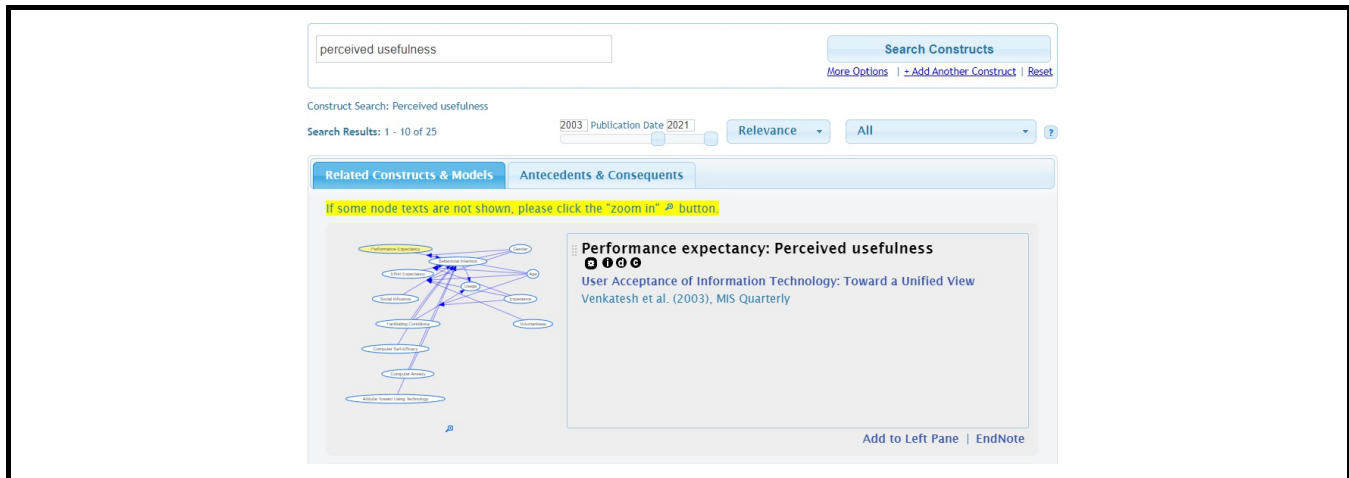 perceived usefulness
Search Constructs
More Options | + Add Another Construct | Reset
Construct Search: Perceived usefulness
Search Results: 1 - 10 of 25
2003 Publication Date 2021
Relevance
All
?
Related Constructs & Models
Antecedents & Consequents
If some node texts are not shown, please click the "zoom in" button.
Performance Expectancy
Gender
Behavioral Intention
Effort Expectancy
Age
Usage
Social Influence
Experience
Facilitating Conditions
Voluntariness
Computer Self-Efficacy
Computer Anxiety
Attitude Toward Using Technology
Performance expectancy: Perceived usefulness
i d c
User Acceptance of Information Technology: Toward a Unified View
Venkatesh et al. (2003), MIS Quarterly
Add to Left Pane | EndNote